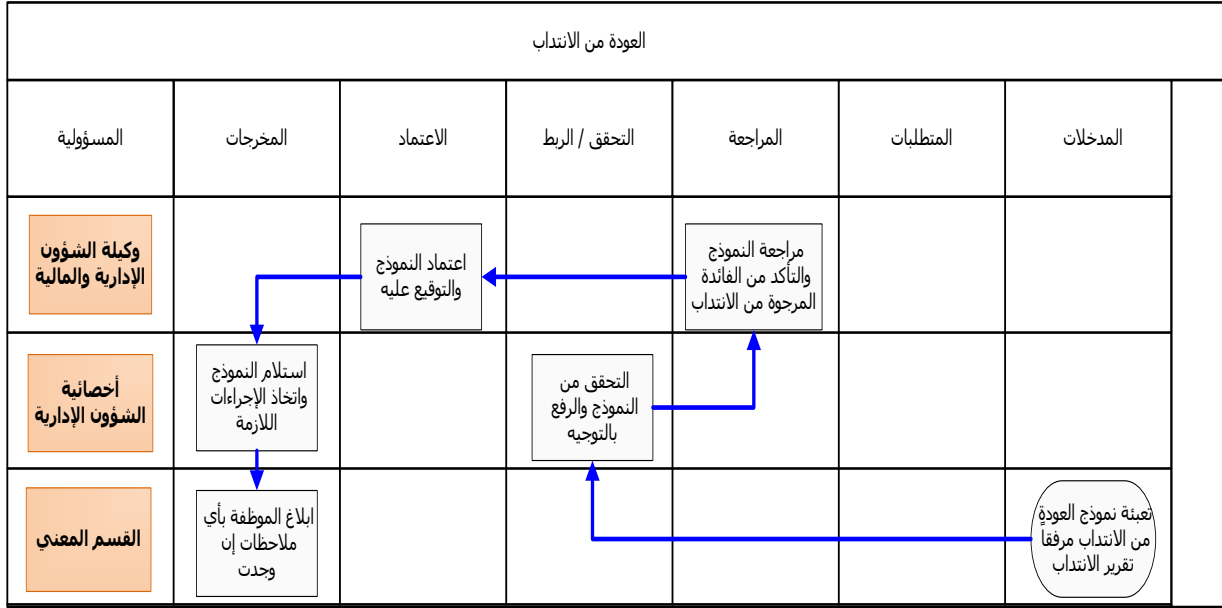 العودة من الانتداب
المدخلات
المتطلبات
المراجعة
التحقق / الربط
الاعتماد
المخرجات
المسؤولية
مراجعة النموذج
والتأكد من الفائدة
المرجوة من الانتداب
اعتماد النموذج
والتوقيع عليه
وكيلة الشؤون
الإدارية والمالية
التحقق من
النموذج والرفع
بالتوجيه
استلام النموذج
واتخاذ الإجراءات
اللازمة
أخصائية
الشؤون الإدارية
تعبئة نموذج العودةٍ
من الانتداب مرفقا
تقرير الانتداب
ابلاغ الموظفة بأي
ملاحظات إن
وجدت
القسم المعني